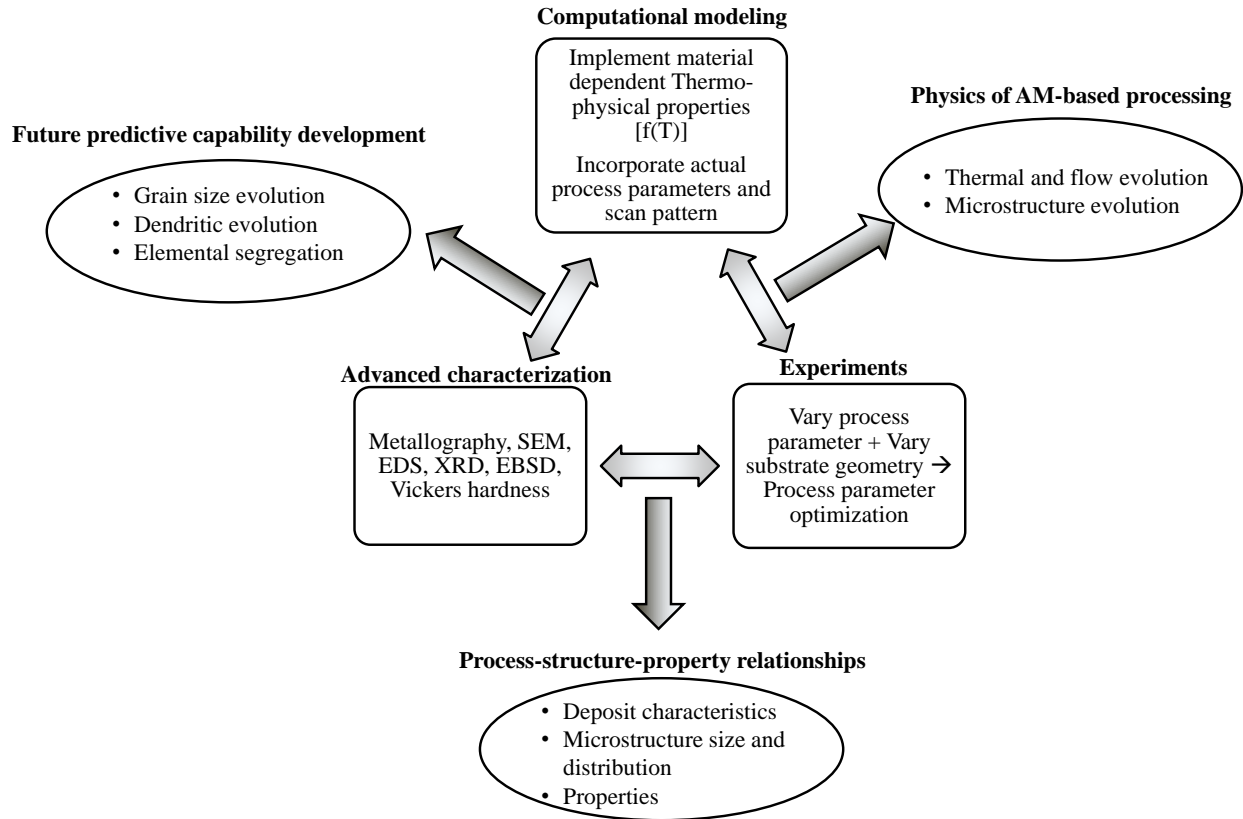 Computational modeling
Implement material
dependent Thermo-
physical properties
[f(T)]
Incorporate actual
process parameters and
scan pattern
Physics of AM-based processing
• Thermal and flow evolution
• Microstructure evolution
Future predictive capability development
• Grain size evolution
• Dendritic evolution
• Elemental segregation
Advanced characterization
Metallography, SEM,
EDS, XRD, EBSD,
Vickers hardness
Experiments
Vary process
parameter + Vary
substrate geometry →
Process parameter
optimization
Process-structure-property relationships
• Deposit characteristics
• Microstructure size and
distribution
• Properties